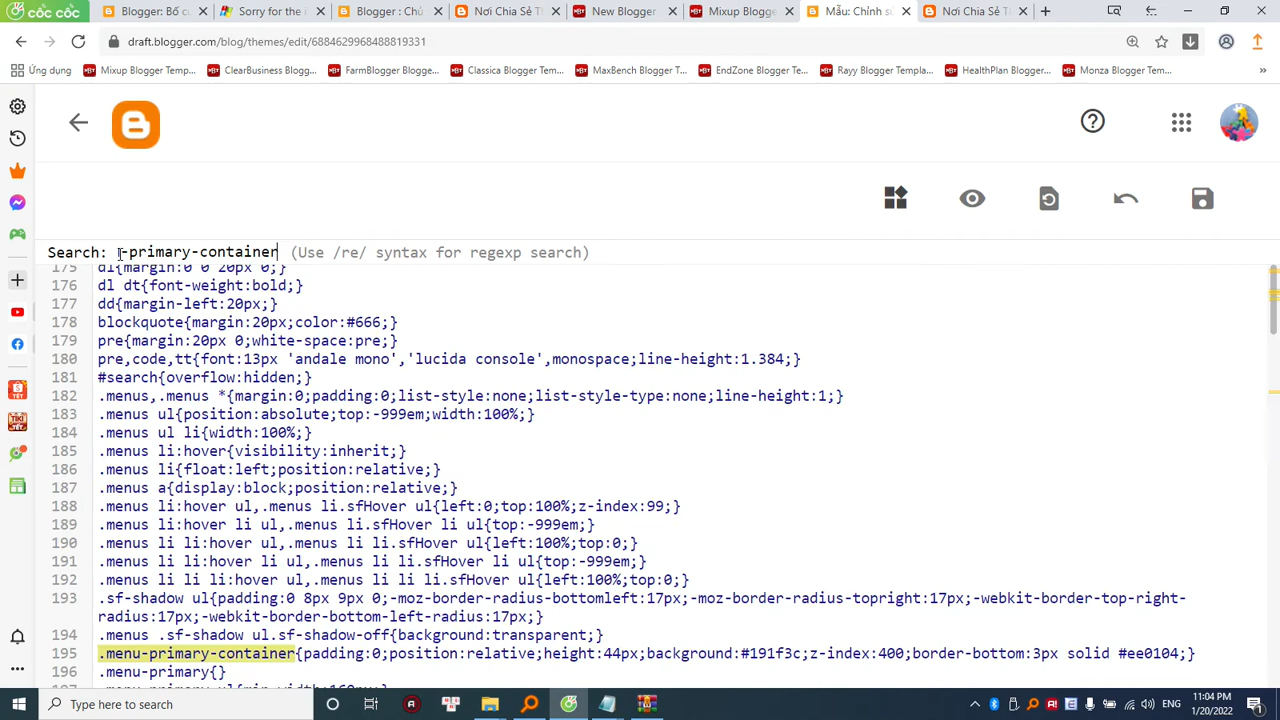 cốc cốc
Blogger: Bố cụ
Sorry for the i
Blogger : Chủ
Nơi Chia Sẻ T
New Blogger
Mixup Blogge
Mẫu: Chỉnh sử
Nơi Chia Sẻ T
draft.blogger.com/blog/themes/edit/6884629968488819331
Ứng dụng
Mixup Blogger Temp...
ClearBusiness Blogg...
FarmBlogger Blogge...
Classica Blogger Tem...
MaxBench Blogger T...
EndZone Blogger Te...
Rayy Blogger Templa...
HealthPlan Blogger...
Monza Blogger Tem...
Search: -primary-container (Use /re/ syntax for regexp search)
175 dl{margin:0 0 20px 0;}
176 dl dt{font-weight:bold;}
177 dd{margin-left:20px;}
178 blockquote{margin:20px;color:#666;}
179 pre{margin:20px 0;white-space:pre;}
180 pre,code,tt{font:13px 'andale mono','lucida console',monospace;line-height:1.384;}
181 #search{overflow:hidden;}
182 .menus,.menus *{margin:0;padding:0;list-style:none;list-style-type:none;line-height:1;}
183 .menus ul{position:absolute;top:-999em;width:100%;}
184 .menus ul li{width:100%;}
185 .menus li:hover{visibility:inherit;}
186 .menus li{float:left;position:relative;}
187 .menus a{display:block;position:relative;}
188 .menus li:hover ul,.menus li.sfHover ul{left:0;top:100%;z-index:99;}
189 .menus li:hover li ul,.menus li.sfHover li ul{top:-999em;}
190 .menus li li:hover ul,.menus li li.sfHover ul{left:100%;top:0;}
191 .menus li li:hover li ul,.menus li li.sfHover li ul{top:-999em;}
192 .menus li li li:hover ul,.menus li li li.sfHover ul{left:100%;top:0;}
193 .sf-shadow ul{padding:0 8px 9px 0;-moz-border-radius-bottomleft:17px;-moz-border-radius-topright:17px;-webkit-border-top-right-
radius:17px;-webkit-border-bottom-left-radius:17px;}
194 .menus .sf-shadow ul.sf-shadow-off{background:transparent;}
195 .menu-primary-container{padding:0;position:relative;height:44px;background:#191f3c;z-index:400;border-bottom:3px solid #ee0104;}
196 .menu-primary{}
197 .menu-primary ul{min-width:160px;}
Type here to search
ENG
11:04 PM
1/20/2022